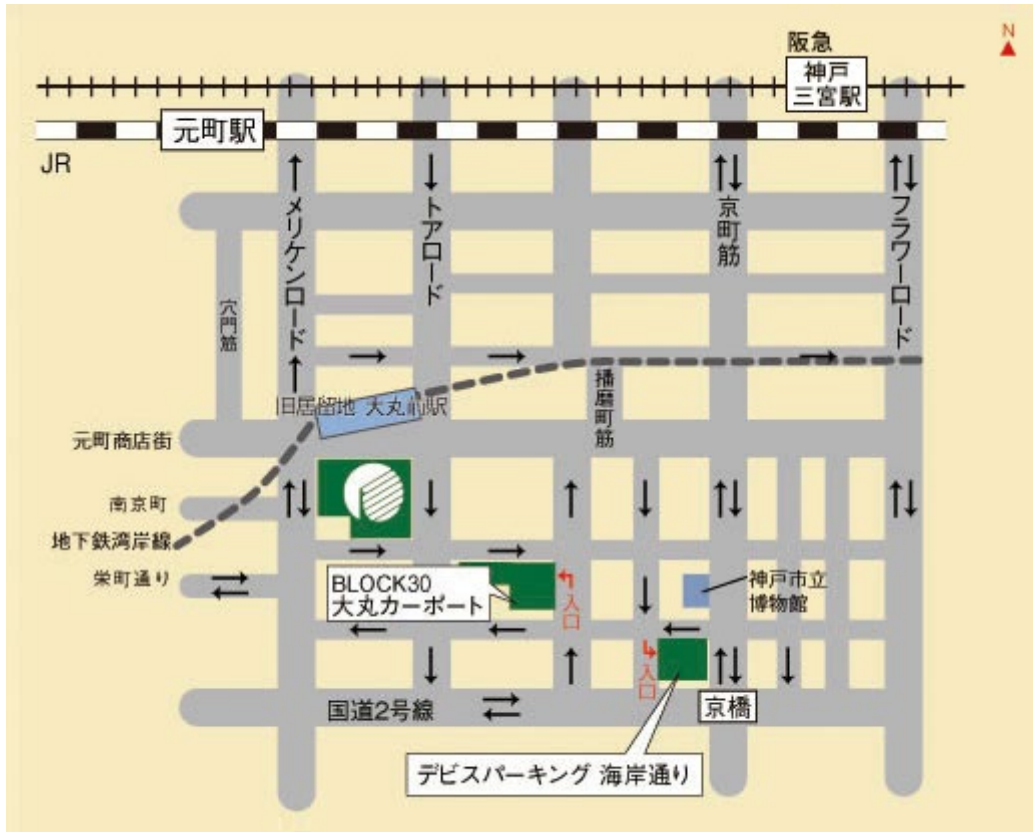 N
阪急
神戸
三宮駅
元町駅
JR
メリケンロード
トアロード
京町筋
フラワーロード
穴門筋
旧居留地 大丸前駅
播磨町筋
元町商店街
南京町
地下鉄湾岸線
栄町通り
BLOCK30
大丸カーポート
入口
神戸市立
博物館
入口
国道2号線
京橋
デビスパーキング 海岸通り